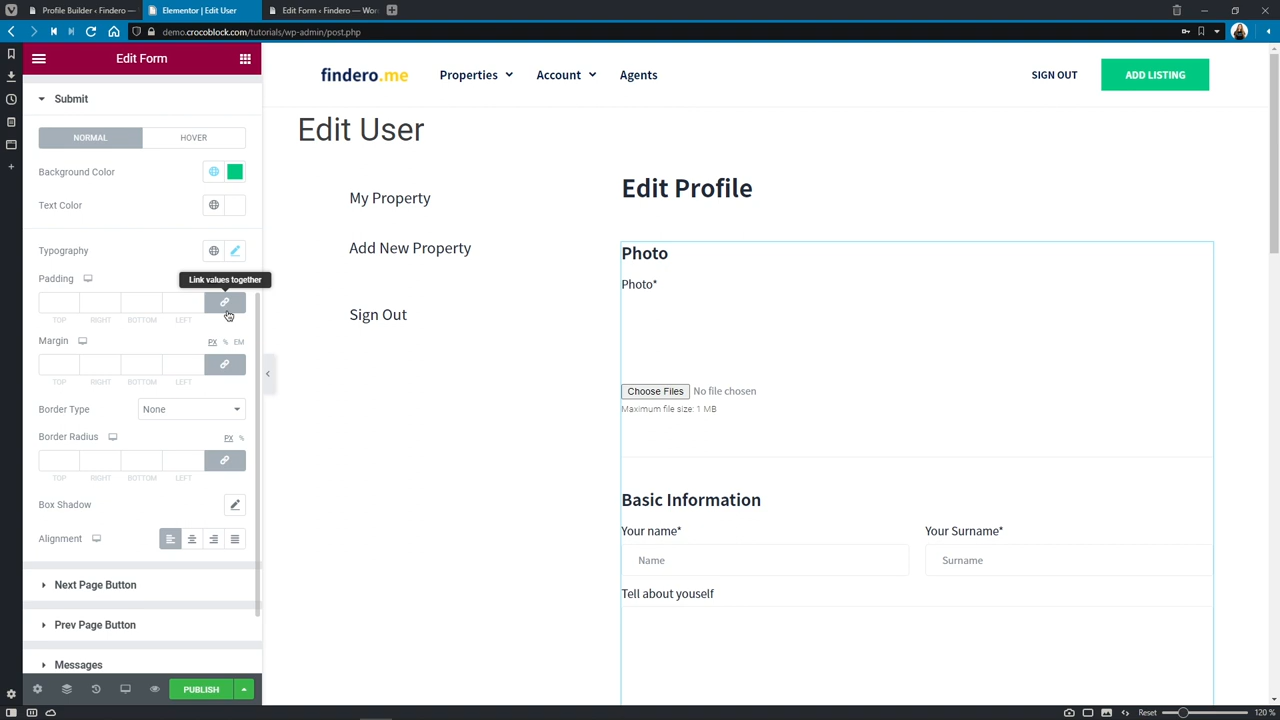 Profile Builder < Findero —
Elementor | Edit User
Edit Form < Findero — Wor
demo.crocoblock.com/tutorials/wp-admin/post.php
Edit Form
Submit
NORMAL
HOVER
Background Color
Text Color
Typography
Padding
Link values together
TOP RIGHT BOTTOM LEFT
Margin
PX % EM
TOP RIGHT BOTTOM LEFT
Border Type
None
Border Radius
PX %
TOP RIGHT BOTTOM LEFT
Box Shadow
Alignment
Next Page Button
Prev Page Button
Messages
PUBLISH
findero.me
Properties
Account
Agents
SIGN OUT
ADD LISTING
Edit User
My Property
Add New Property
Sign Out
Edit Profile
Photo
Photo*
Choose Files No file chosen
Maximum file size: 1 MB
Basic Information
Your name*
Your Surname*
Name
Surname
Tell about youself
Reset
120 %